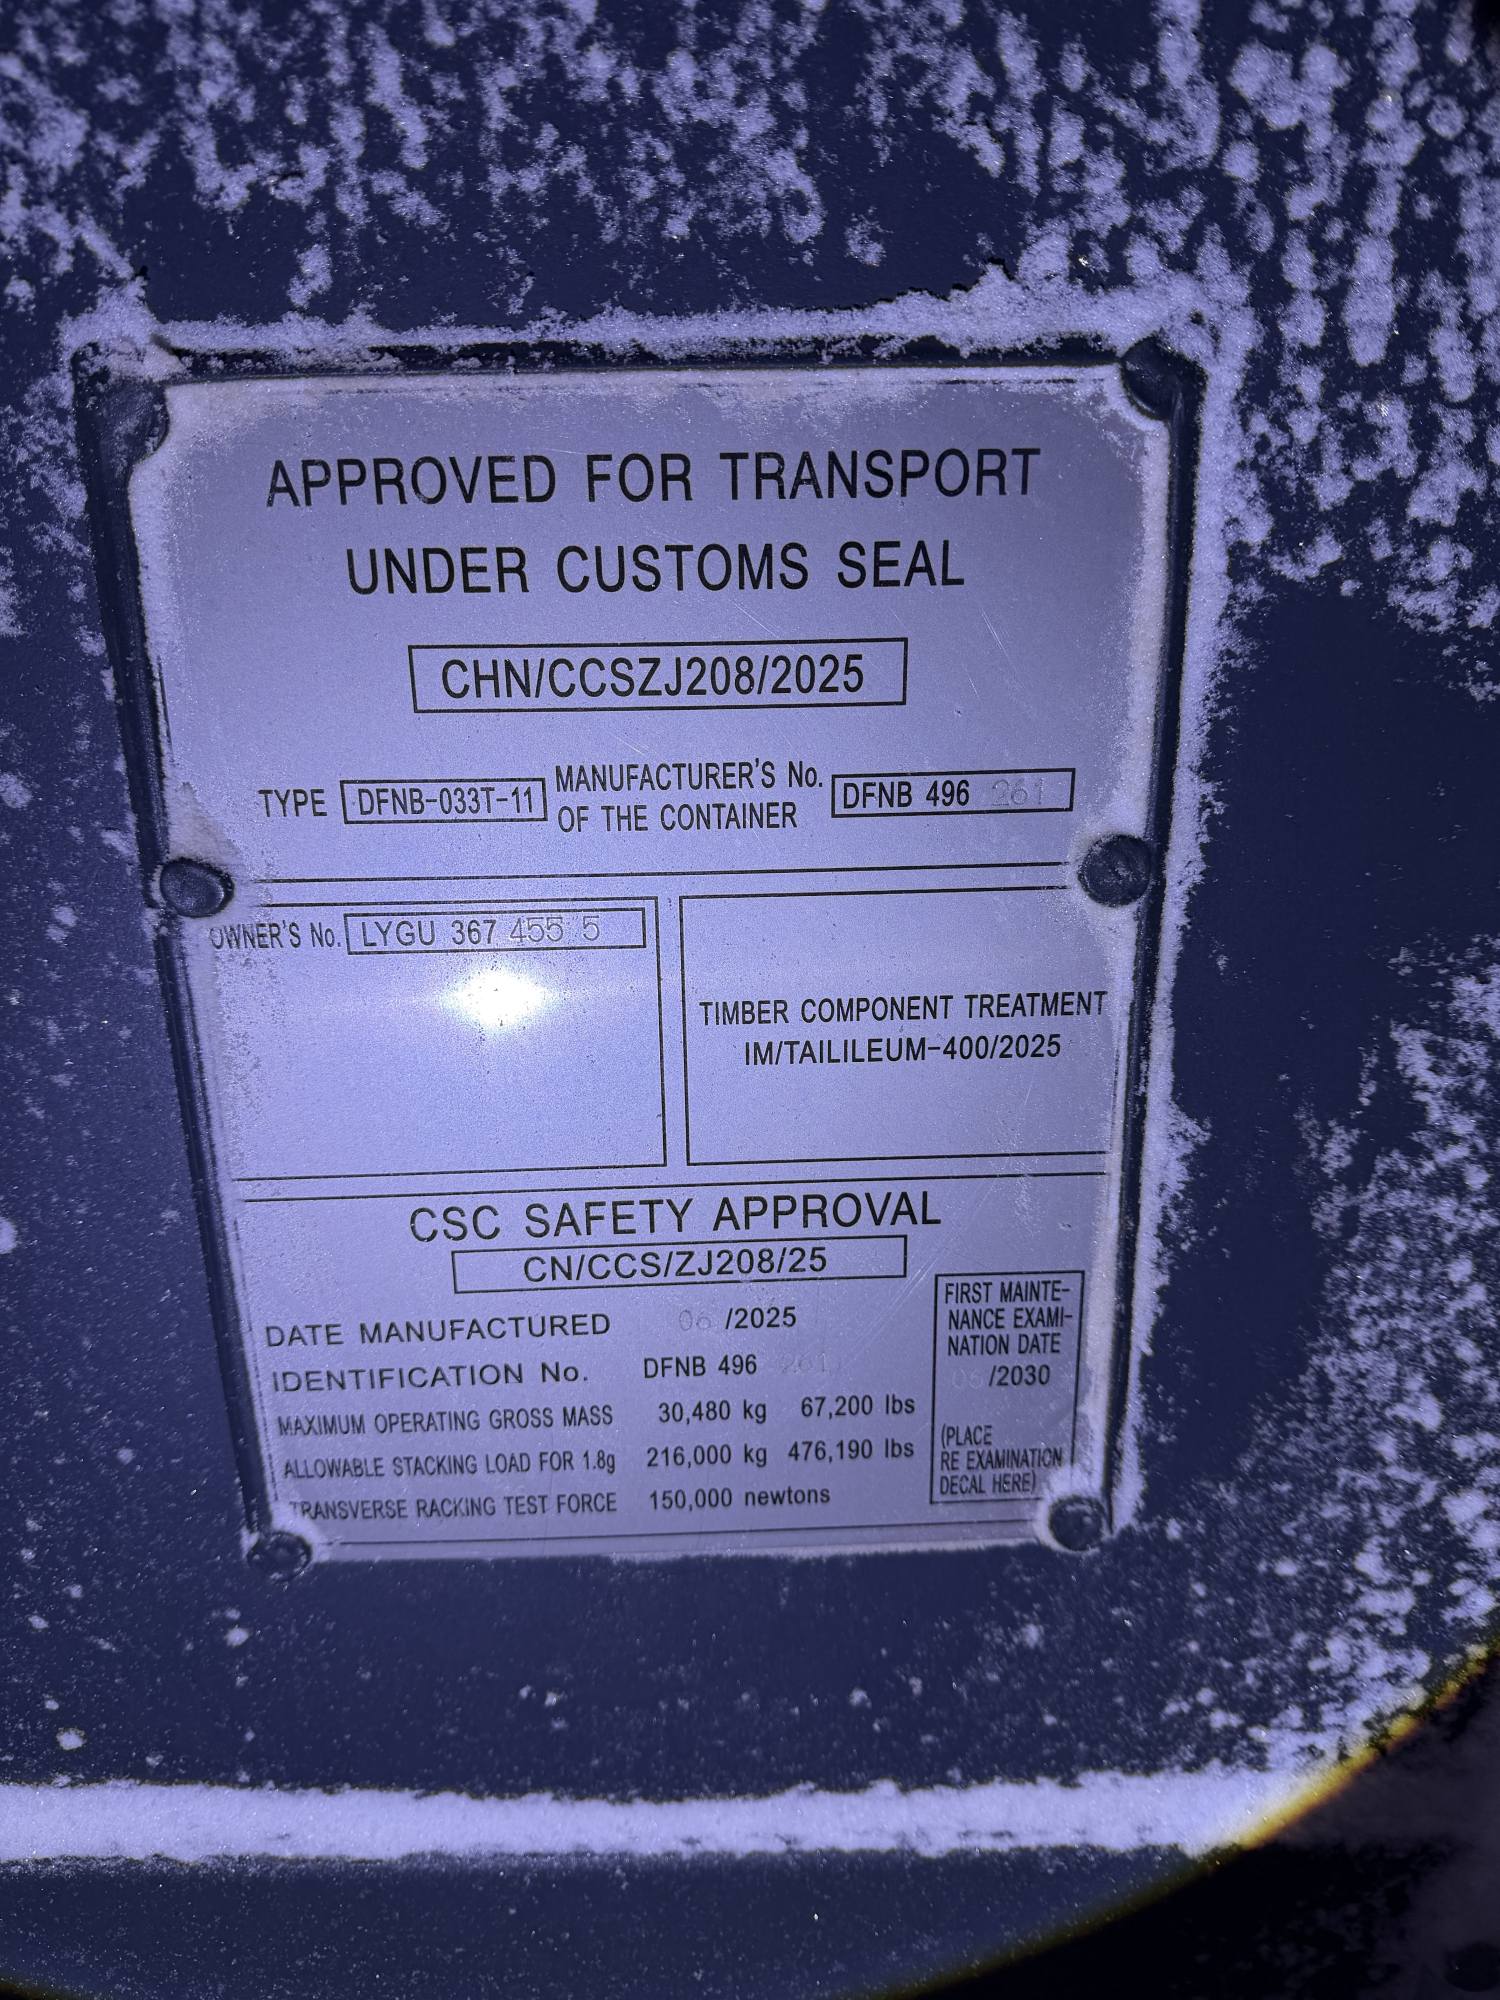 APPROVED FOR TRANSPORT
UNDER CUSTOMS SEAL
CHN/CCSZJ208/2025
TYPE DFNB-033T-11 MANUFACTURER'S No. OF THE CONTAINER DFNB 496 261
OWNER'S No. LYGU 367 455 5
TIMBER COMPONENT TREATMENT
IM/TAILILEUM-400/2025
CSC SAFETY APPROVAL
CN/CCS/ZJ208/25
DATE MANUFACTURED 06 /2025
IDENTIFICATION No. DFNB 496 261
MAXIMUM OPERATING GROSS MASS 30,480 kg 67,200 lbs
ALLOWABLE STACKING LOAD FOR 1.8g 216,000 kg 476,190 lbs
TRANSVERSE RACKING TEST FORCE 150,000 newtons
FIRST MAINTE-
NANCE EXAMI-
NATION DATE
06 /2030
(PLACE
RE EXAMINATION
DECAL HERE)